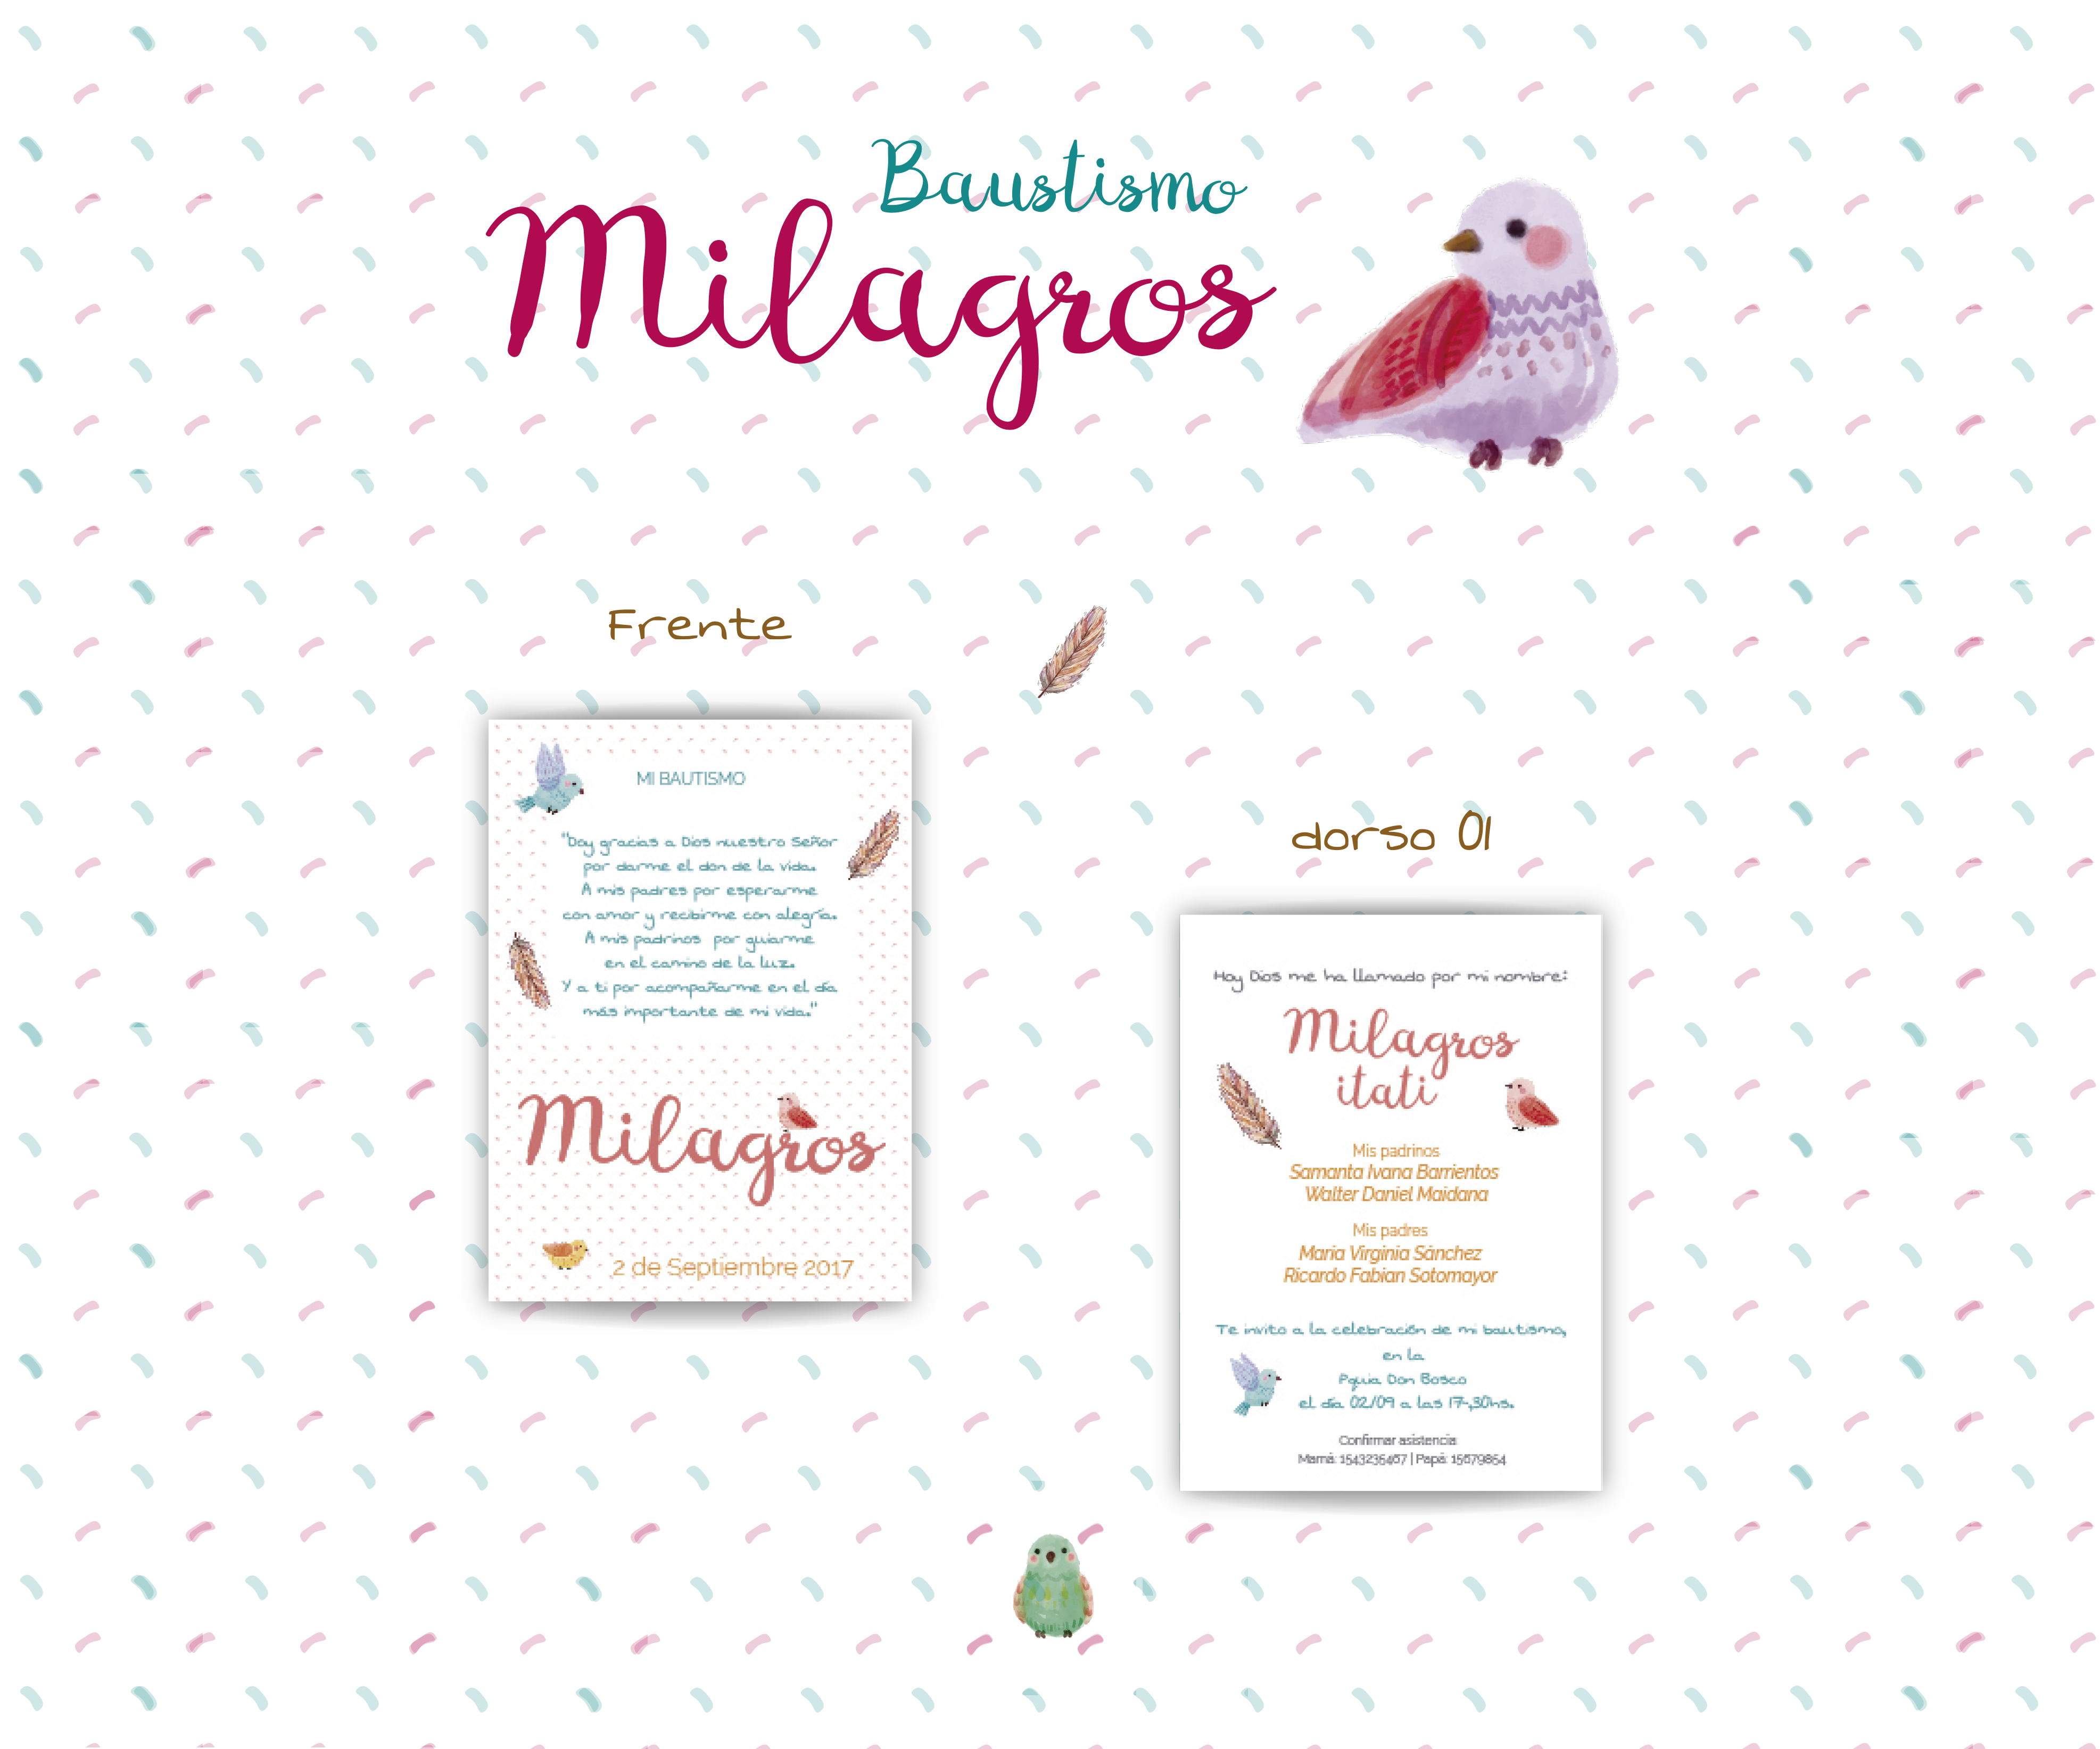 Baustismo
Milagros
Frente
MI BAUTISMO
"Doy gracias a Dios nuestro Señor
por darme el don de la vida.
A mis padres por esperarme
con amor y recibirme con alegría.
A mis padrinos por guiarme
en el camino de la luz.
Y a ti por acompañarme en el día
más importante de mi vida."
Milagros
2 de Septiembre 2017
dorso 01
Hoy Dios me ha llamado por mi nombre:
Milagros
itati
Mis padrinos
Samanta Ivana Barrientos
Walter Daniel Maidana
Mis padres
Maria Virginia Sánchez
Ricardo Fabian Sotomayor
Te invito a la celebración de mi bautismo,
en la
Pquia Don Bosco
el día 02/09 a las 17,30hs.
Confirmar asistencia:
Mamá: 1543235467 | Papá: 15679854